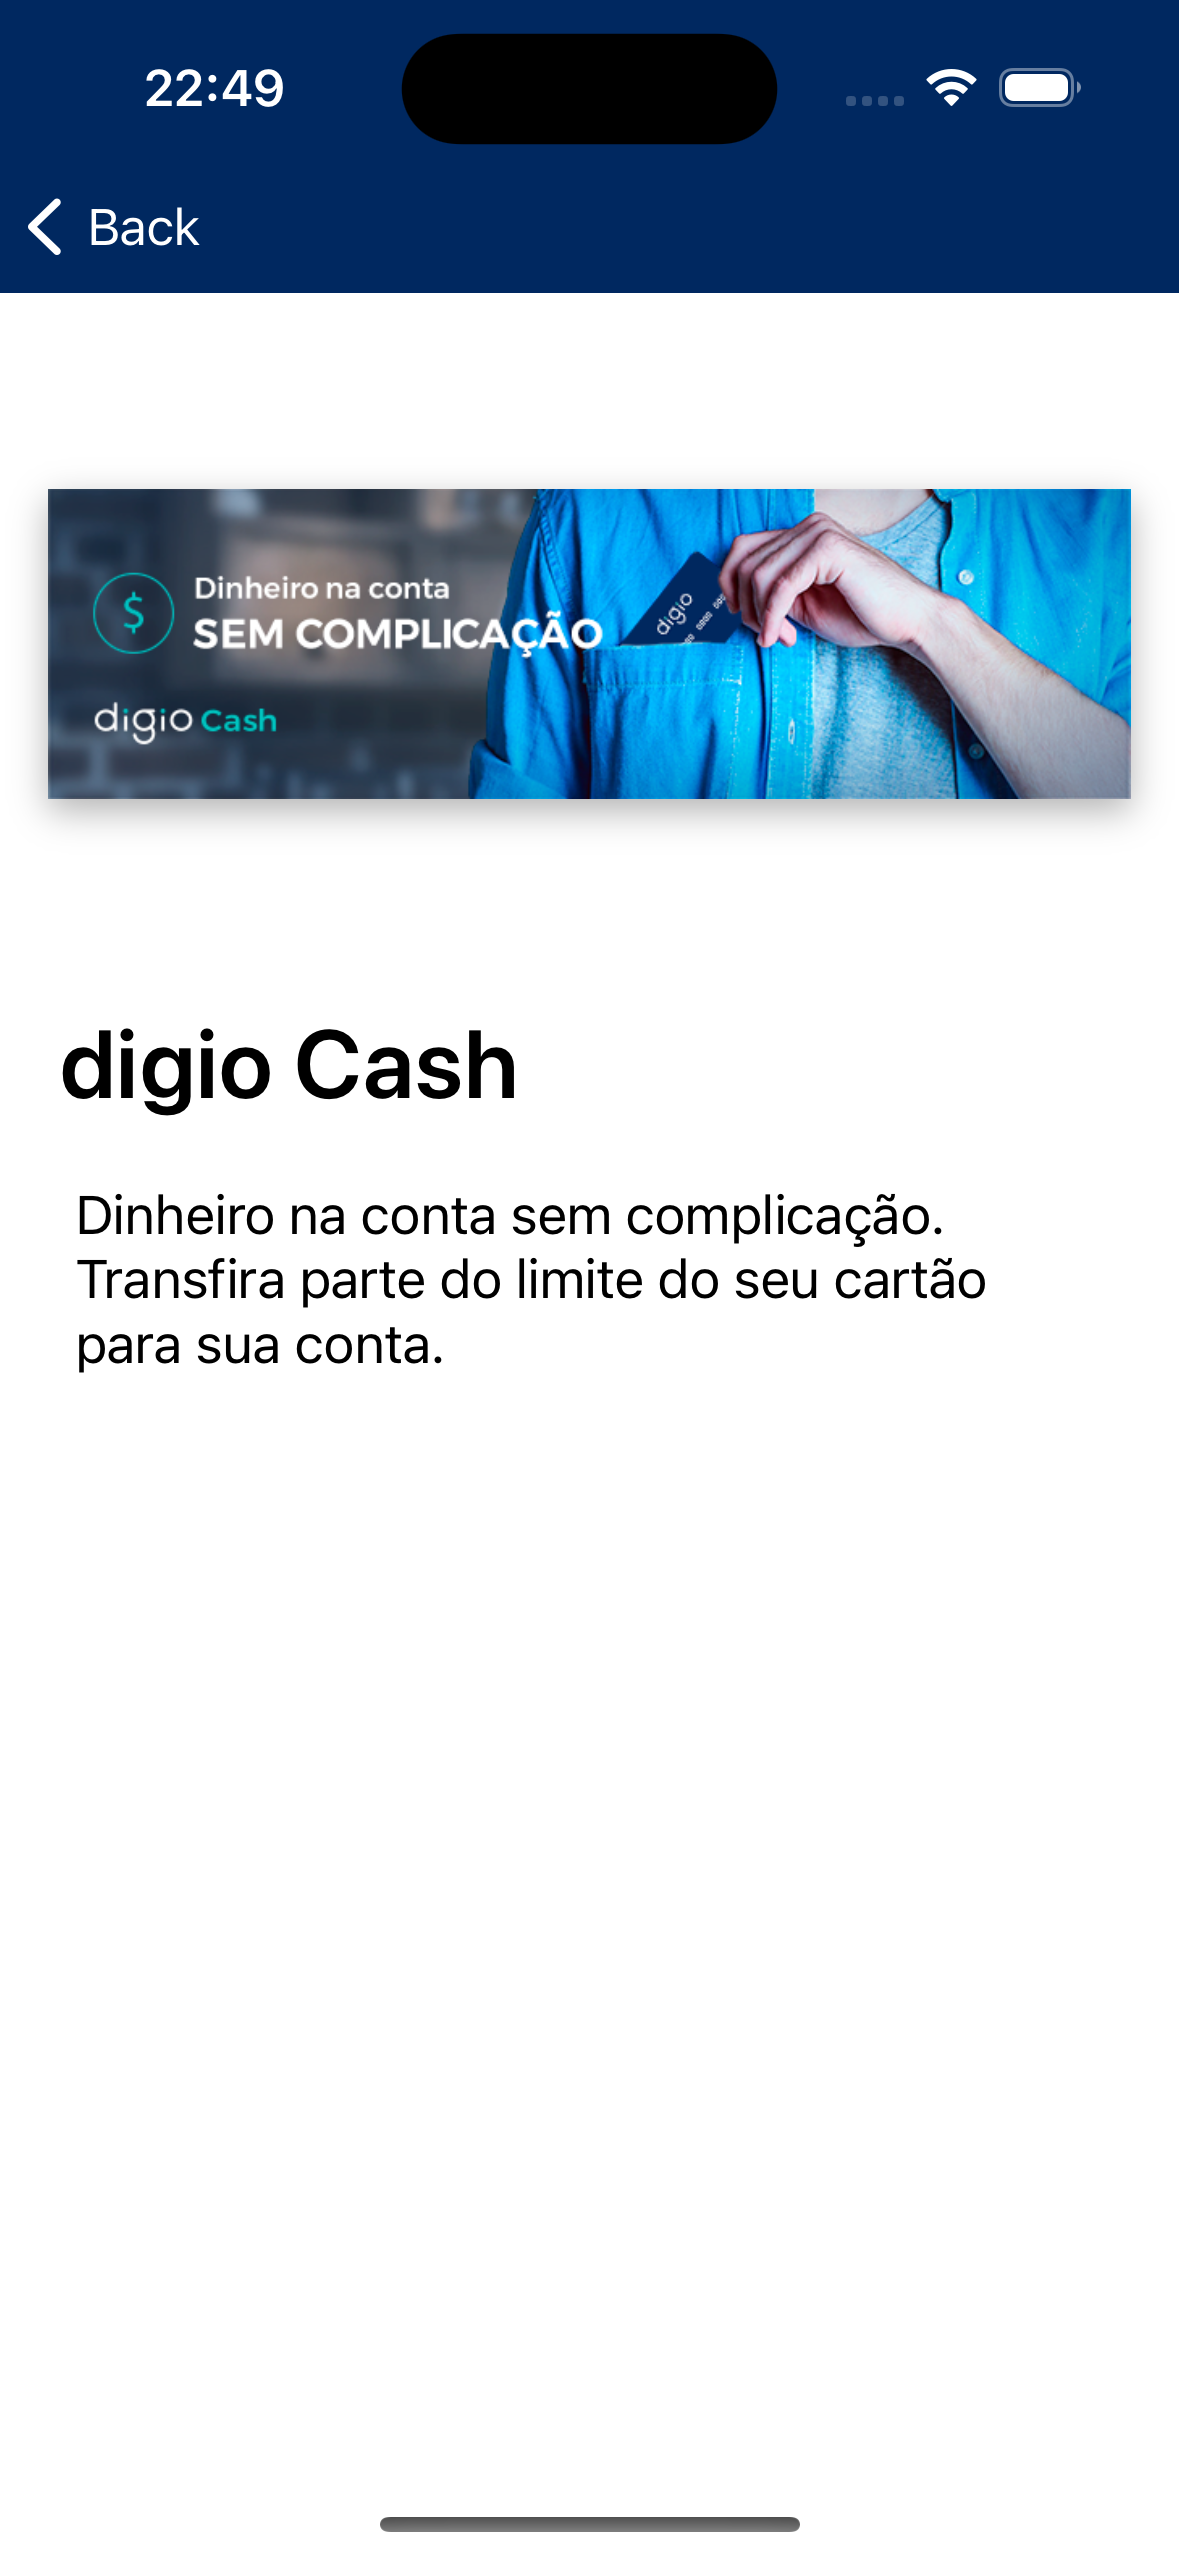 22:49
Back
$
Dinheiro na conta
SEM COMPLICAÇÃO
digio
digio Cash
digio Cash
Dinheiro na conta sem complicação.
Transfira parte do limite do seu cartão
para sua conta.